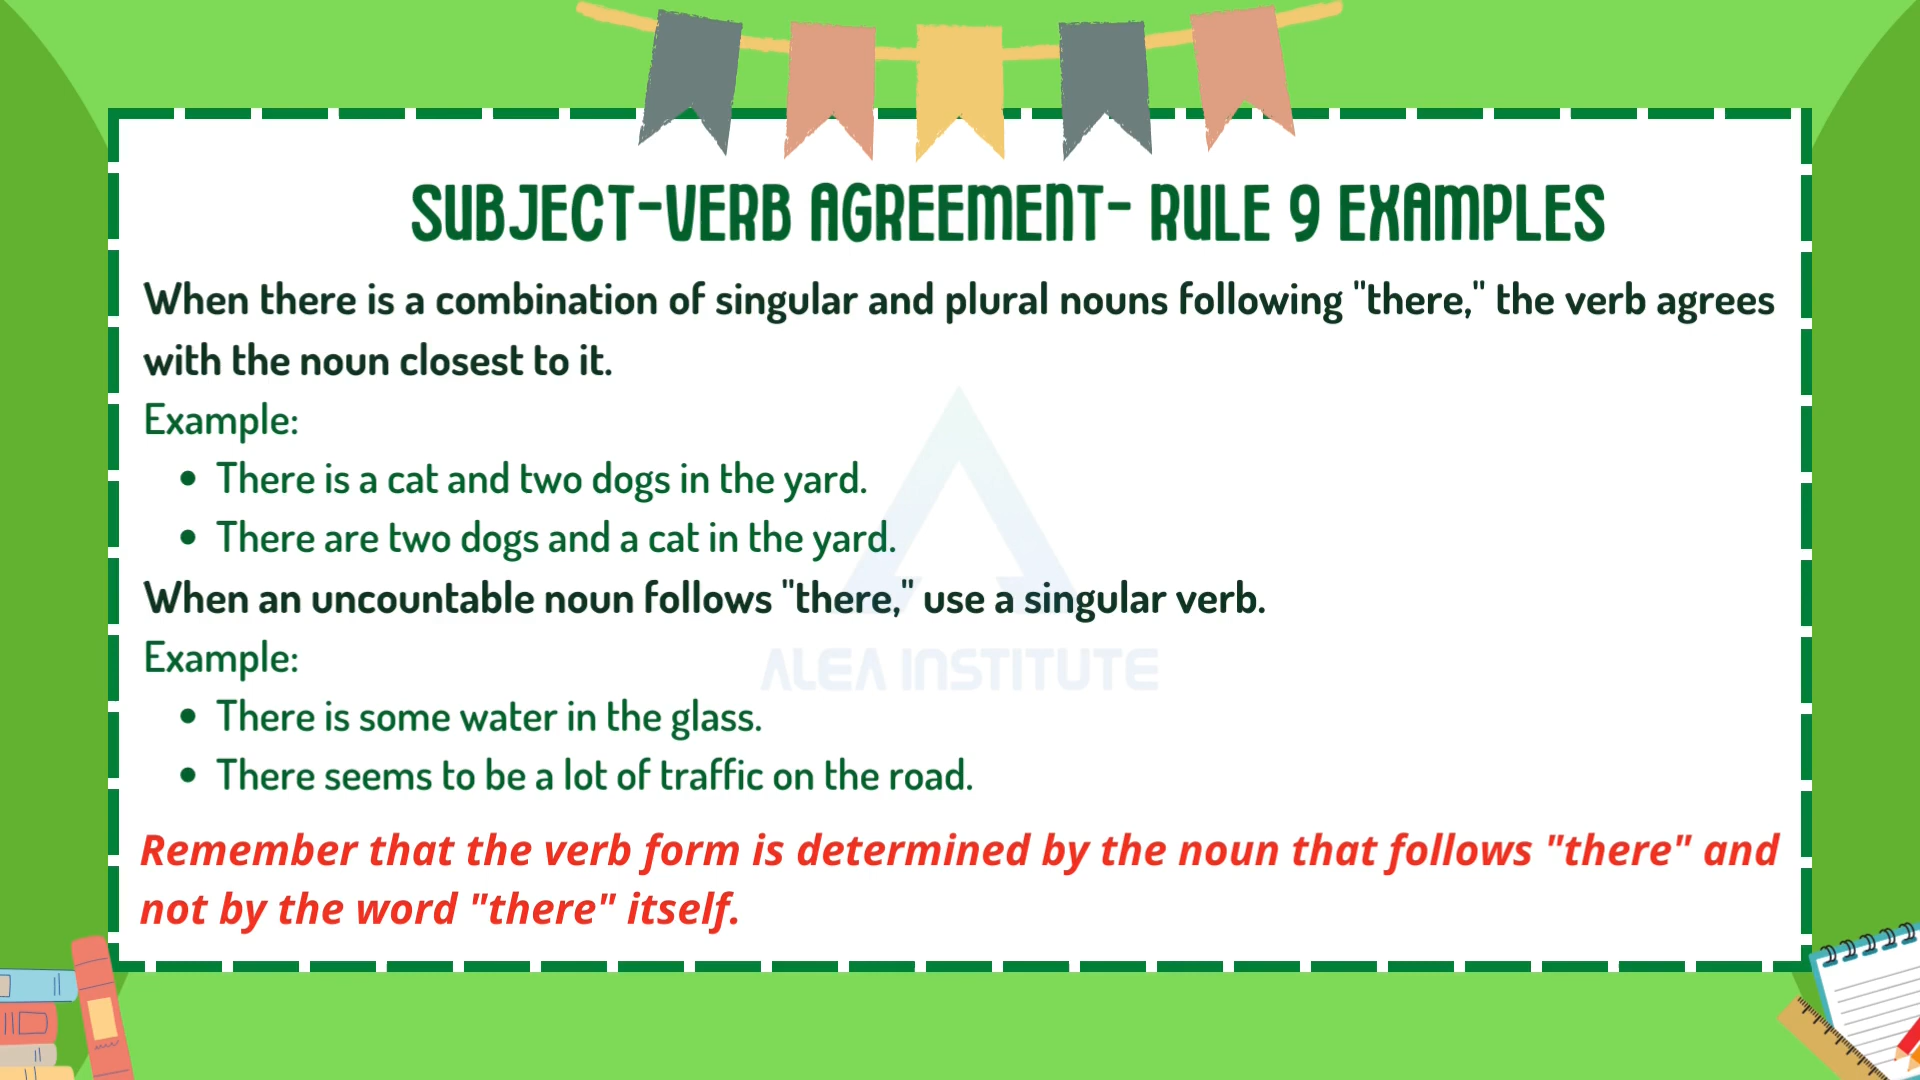 SUBJECT-VERB AGREEMENT- RULE 9 EXAMPLES
When there is a combination of singular and plural nouns following "there," the verb agrees
with the noun closest to it.
Example:
• There is a cat and two dogs in the yard.
• There are two dogs and a cat in the yard.
When an uncountable noun follows "there," use a singular verb.
Example:
ALEA INSTITUTE
• There is some water in the glass.
• There seems to be a lot of traffic on the road.
Remember that the verb form is determined by the noun that follows "there" and
not by the word "there" itself.